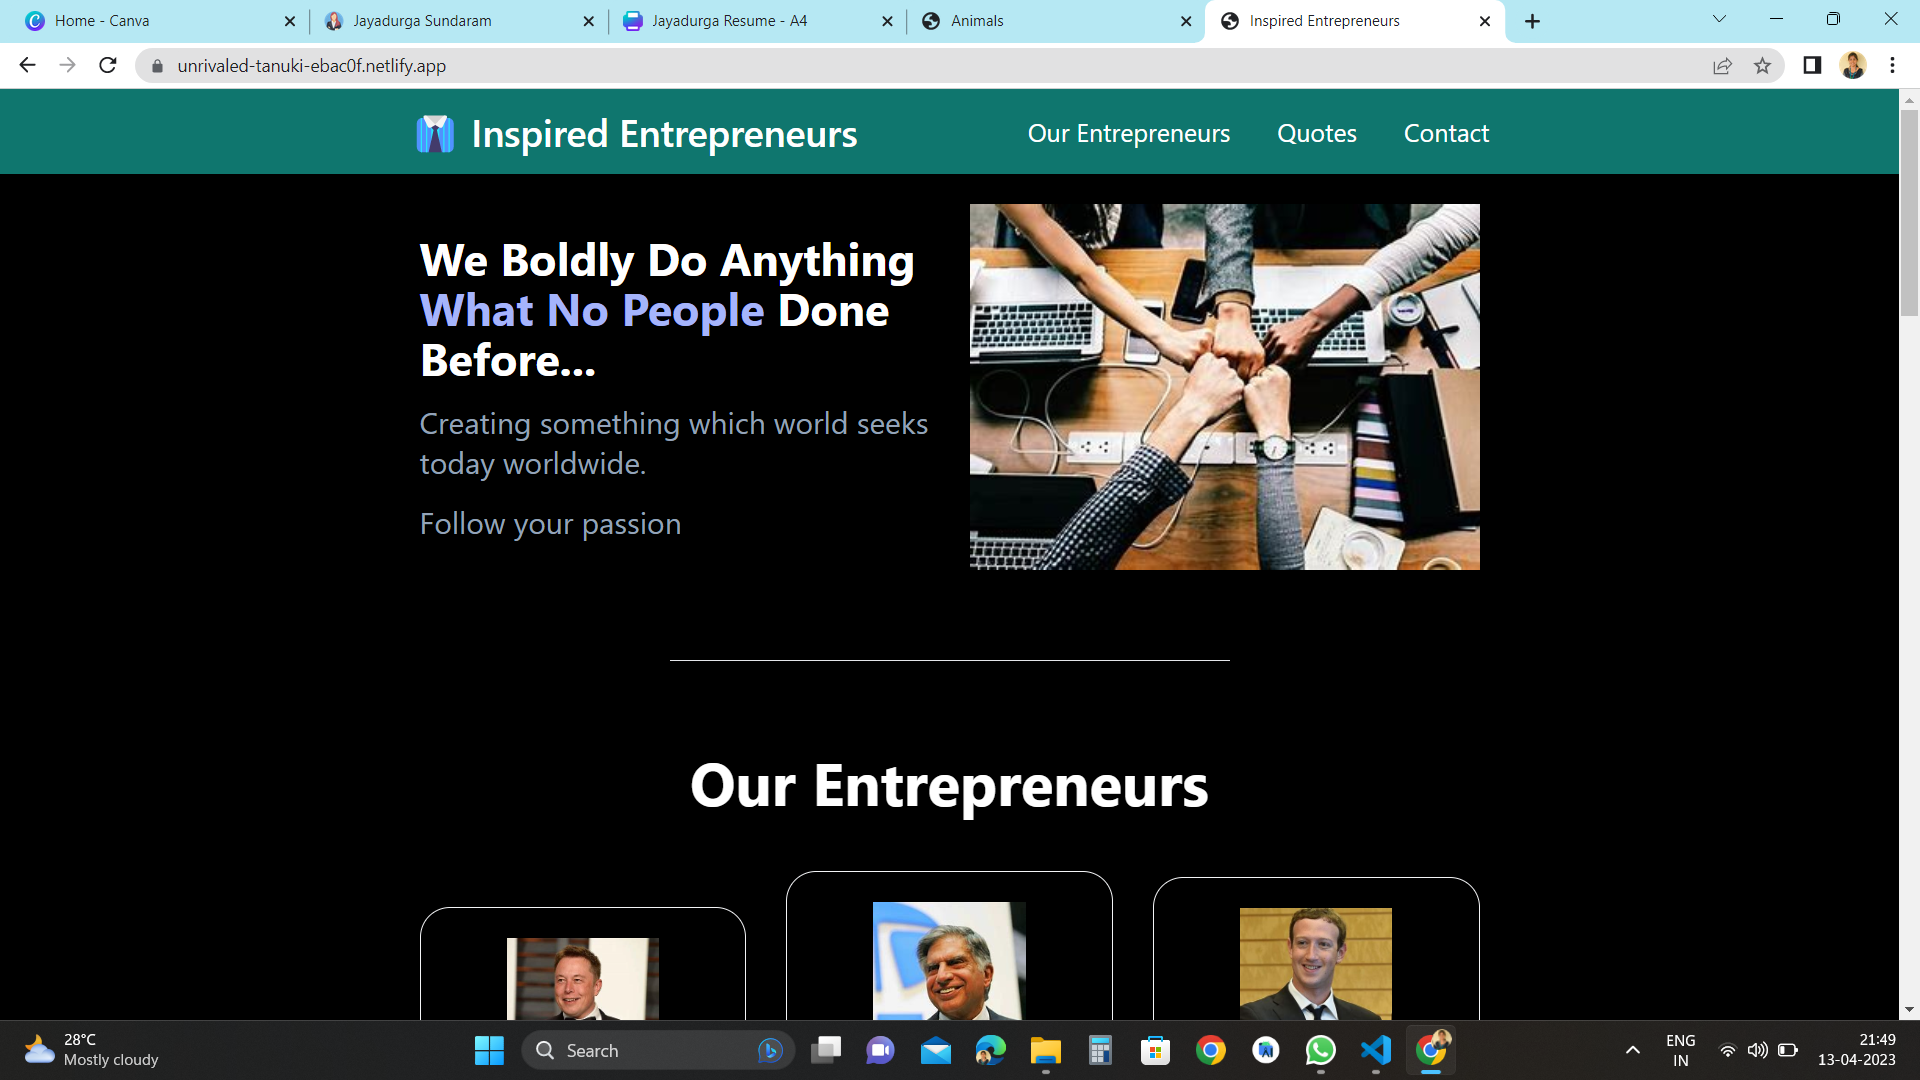 Home - Canva
Jayadurga Sundaram
Jayadurga Resume - A4
Animals
Inspired Entrepreneurs
unrivaled-tanuki-ebac0f.netlify.app
Inspired Entrepreneurs
Our Entrepreneurs
Quotes
Contact
We Boldly Do Anything
What No People Done
Before...
Creating something which world seeks
today worldwide.
Follow your passion
Our Entrepreneurs
28°C
Mostly cloudy
Search
ENG
IN
21:49
13-04-2023